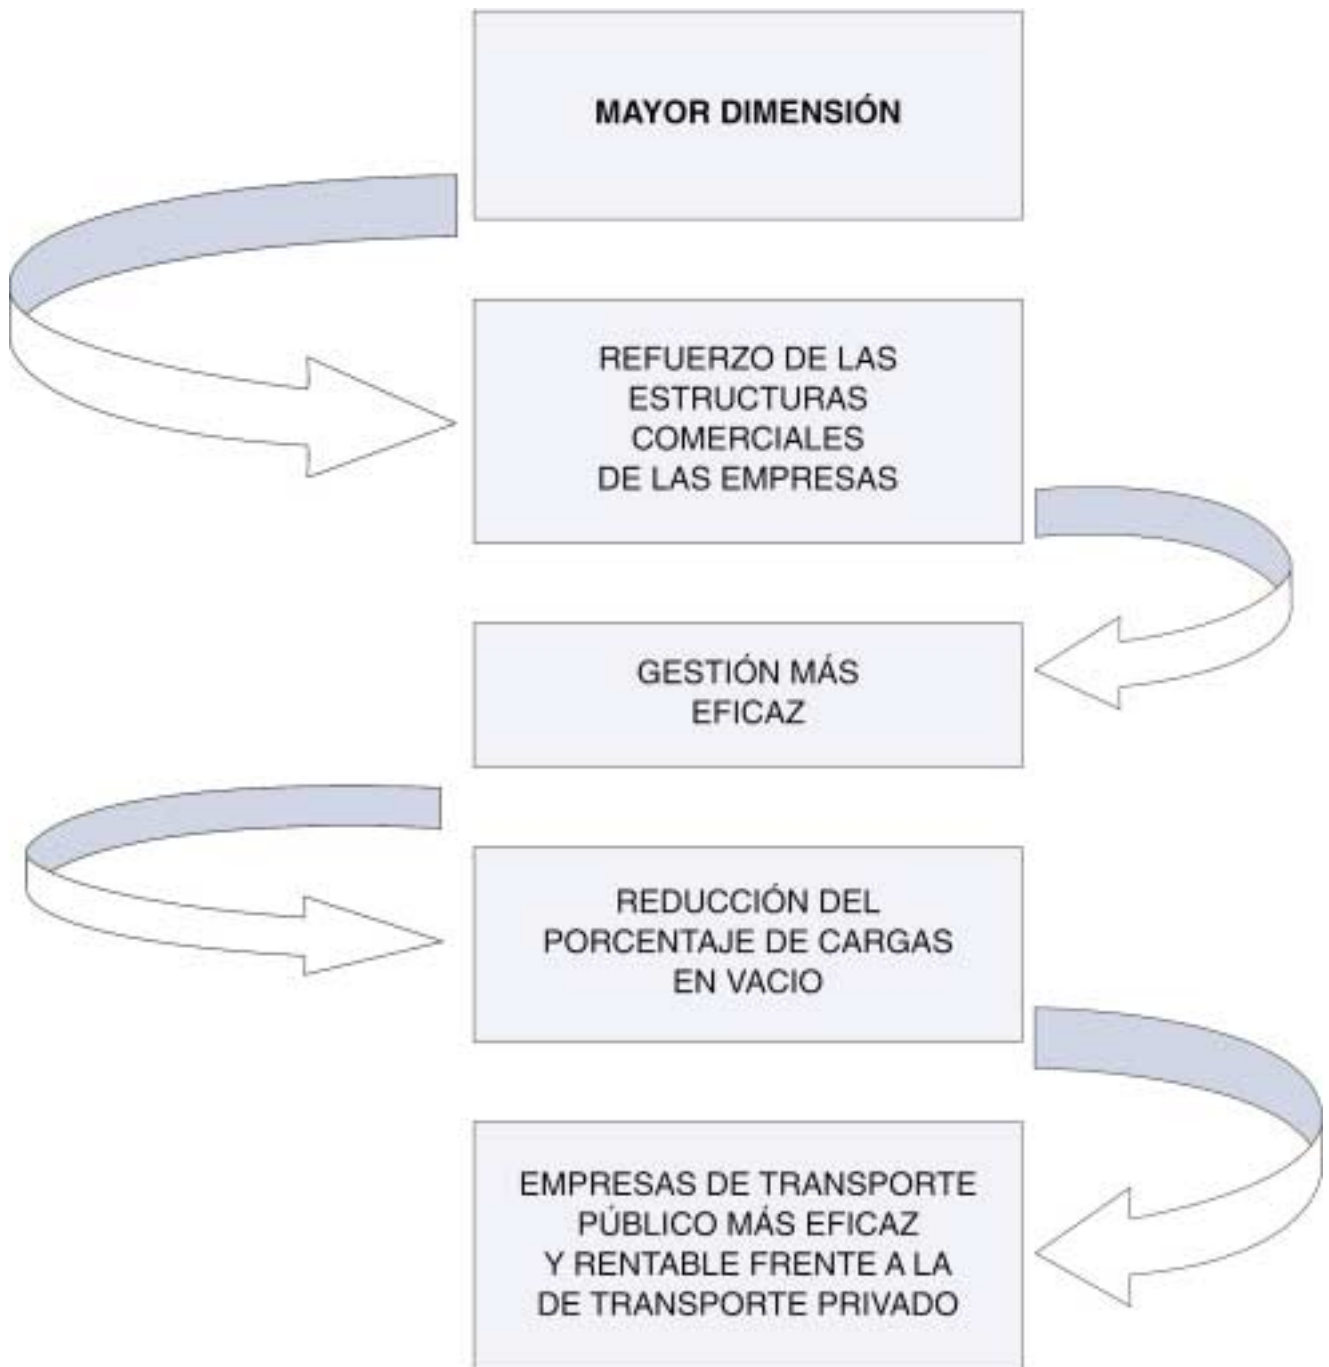 MAYOR DIMENSIÓN
REFUERZO DE LAS
ESTRUCTURAS
COMERCIALES
DE LAS EMPRESAS
GESTIÓN MÁS
EFICAZ
REDUCCIÓN DEL
PORCENTAJE DE CARGAS
EN VACIO
EMPRESAS DE TRANSPORTE
PÚBLICO MÁS EFICAZ
Y RENTABLE FRENTE A LA
DE TRANSPORTE PRIVADO